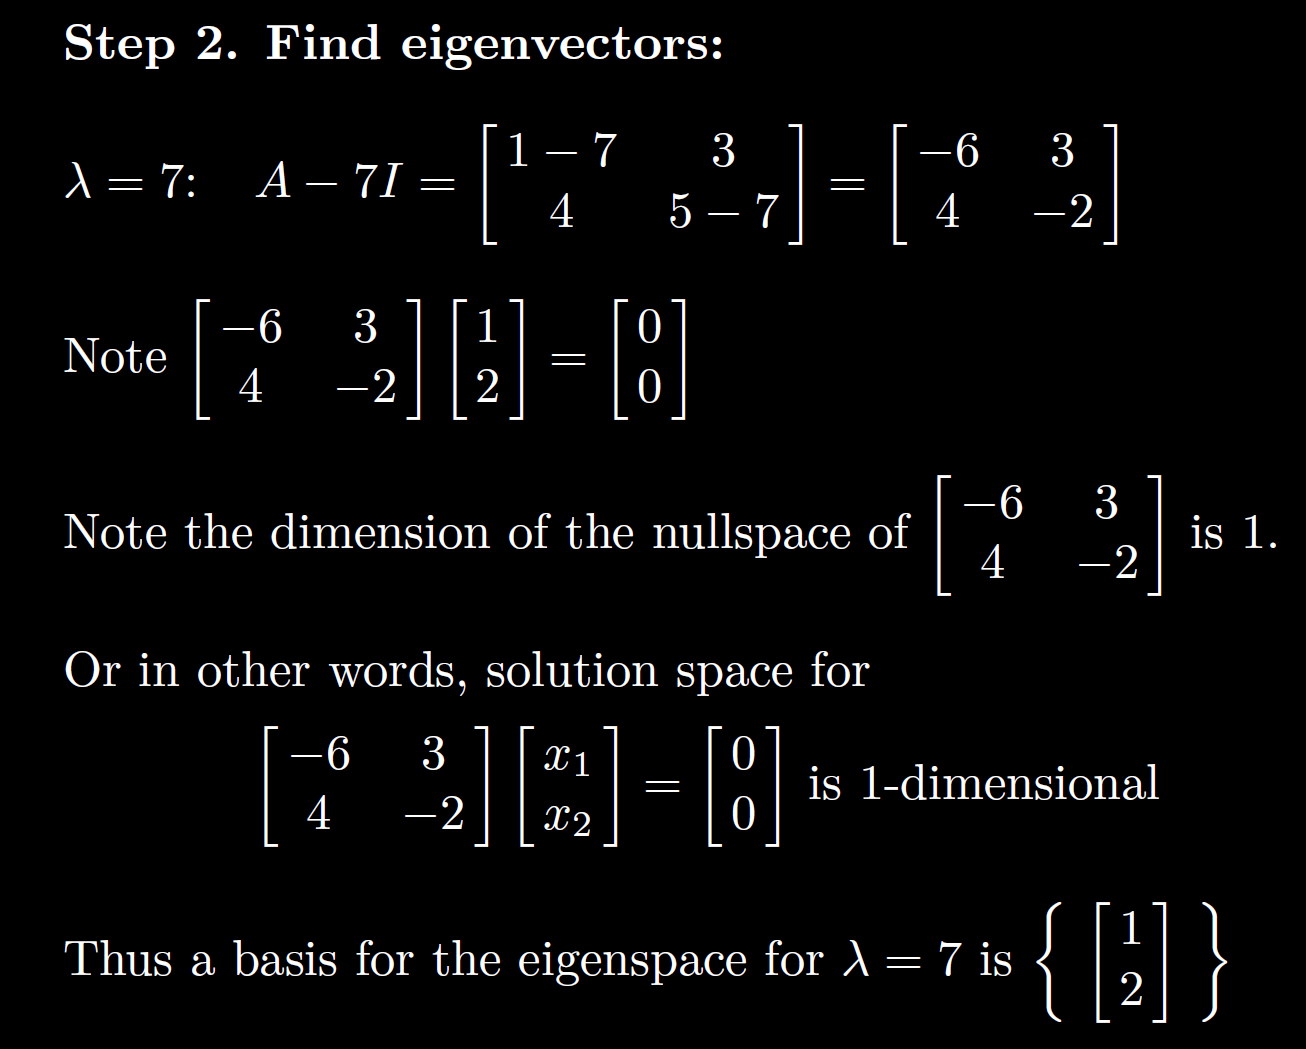 Step 2. Find eigenvectors:
λ = 7: A − 7I = [1 − 7 3; 4 5 − 7] = [−6 3; 4 −2]
Note [−6 3; 4 −2] [1; 2] = [0; 0]
Note the dimension of the nullspace of [−6 3; 4 −2] is 1.
Or in other words, solution space for
[−6 3; 4 −2] [x₁; x₂] = [0; 0] is 1-dimensional
Thus a basis for the eigenspace for λ = 7 is { [1; 2] }